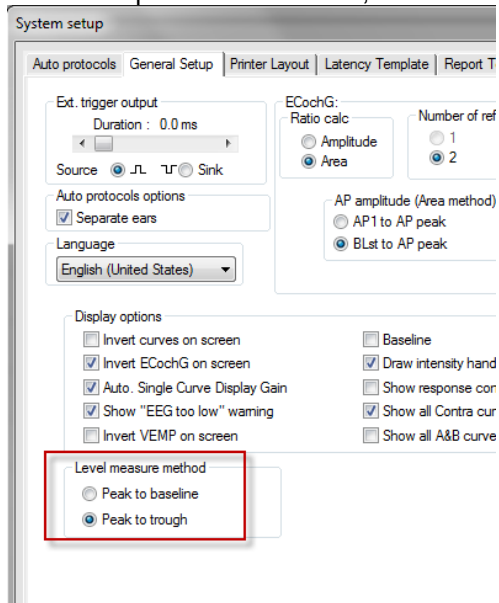 System setup
Auto protocols General Setup Printer Layout Latency Template Report
Ext. trigger output
Duration : 0.0 ms
Source Sink
Auto protocols options
Separate ears
Language
English (United States)
ECochG:
Ratio calc
Amplitude
Area
Number of
1
2
AP amplitude (Area method)
AP1 to AP peak
BLst to AP peak
Display options
Invert curves on screen
Invert ECochG on screen
Auto. Single Curve Display Gain
Show "EEG too low" warning
Invert VEMP on screen
Baseline
Draw intensity hand
Show response con
Show all Contra cur
Show all A&B curve
Level measure method
Peak to baseline
Peak to trough